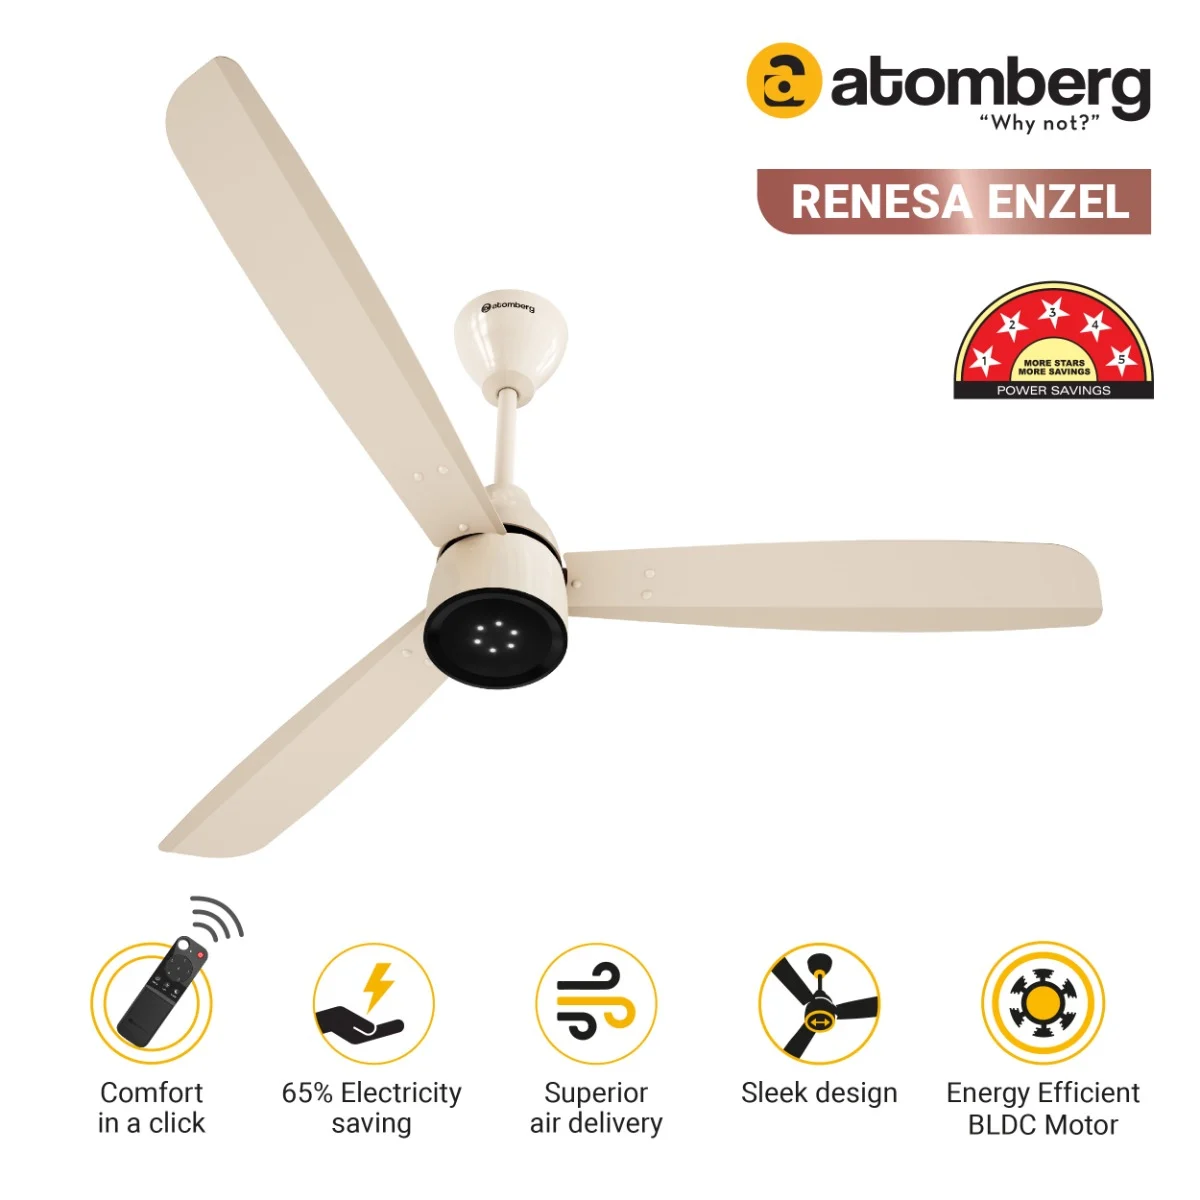 atomberg
"Why not?"
RENESA ENZEL
atomberg
1 2 3 4 5
MORE STARS
MORE SAVINGS
POWER SAVINGS
Comfort
in a click
65% Electricity
saving
Superior
air delivery
Sleek design
Energy Efficient
BLDC Motor